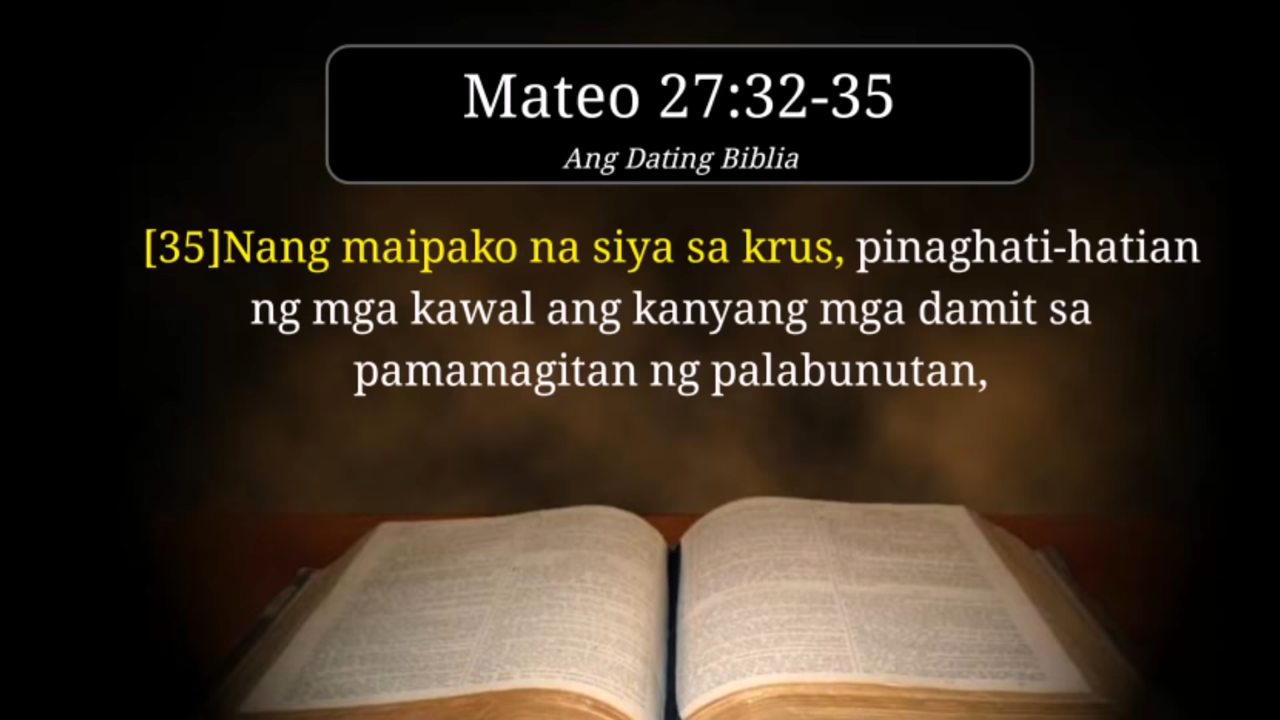 Mateo 27:32-35
Ang Dating Biblia
[35]Nang maipako na siya sa krus, pinaghati-hatian
ng mga kawal ang kanyang mga damit sa
pamamagitan ng palabunutan,